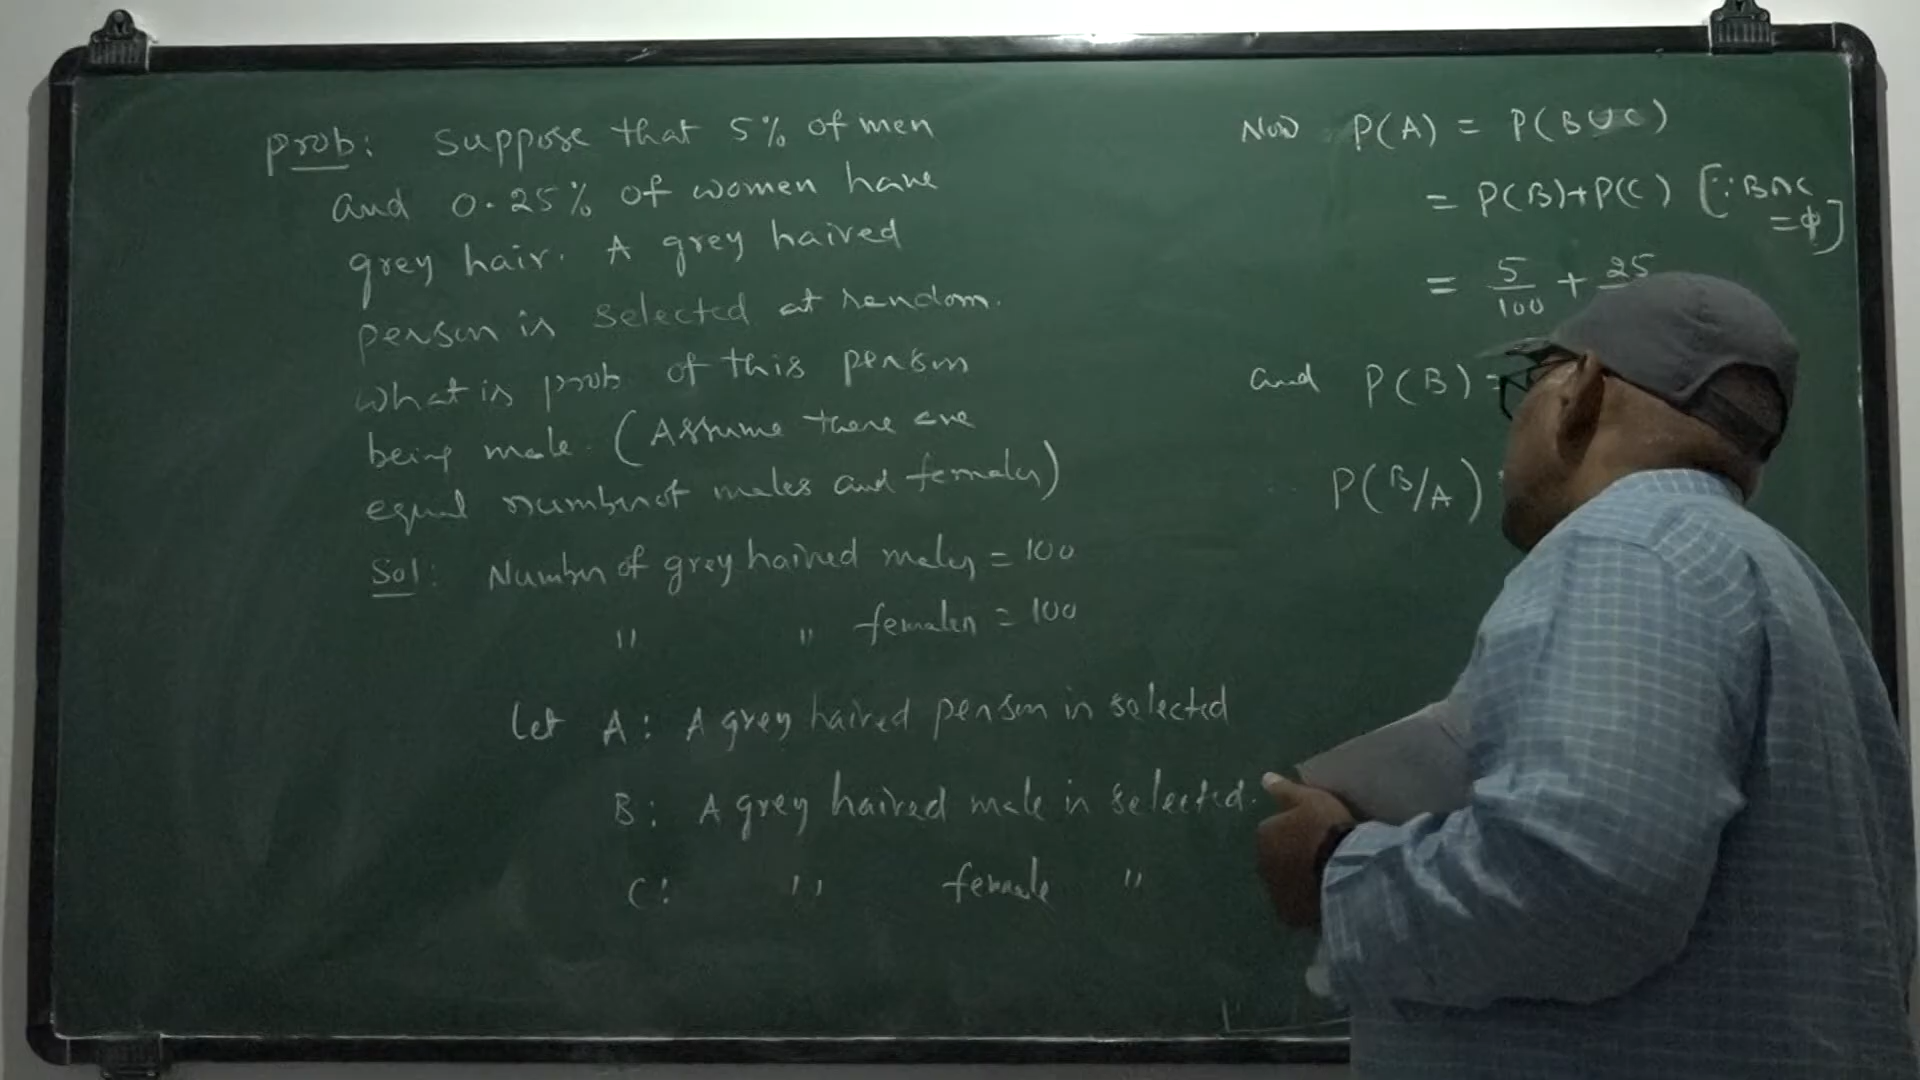 Prob: Suppose that 5% of men
and 0.25% of women have
grey hair. A grey haired
person is selected at random.
What is prob of this person
being male. (Assume there are
equal number of males and females)
Sol: Number of grey haired males = 100
" " females = 100
Let A: A grey haired person is selected
B: A grey haired male is selected.
C: " female "
Now P(A) = P(B∪C)
= P(B)+P(C) [∵ B∩C
= φ]
= 5/100 + 25
and P(B) =
P(B/A)